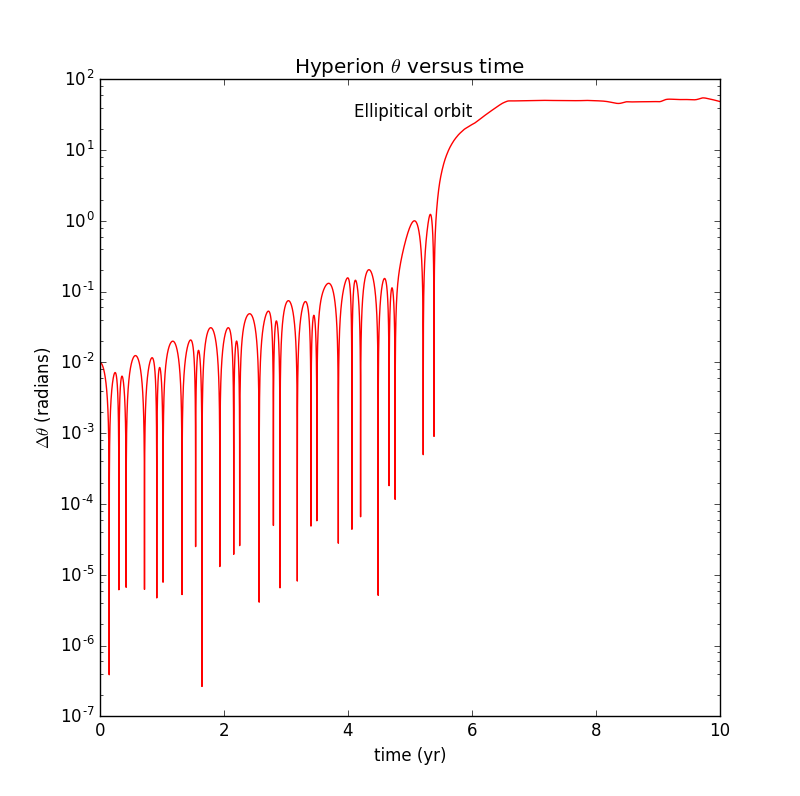 Hyperion θ versus time
Ellipitical orbit
Δθ (radians)
10^2
10^1
10^0
10^-1
10^-2
10^-3
10^-4
10^-5
10^-6
10^-7
0 2 4 6 8 10
time (yr)